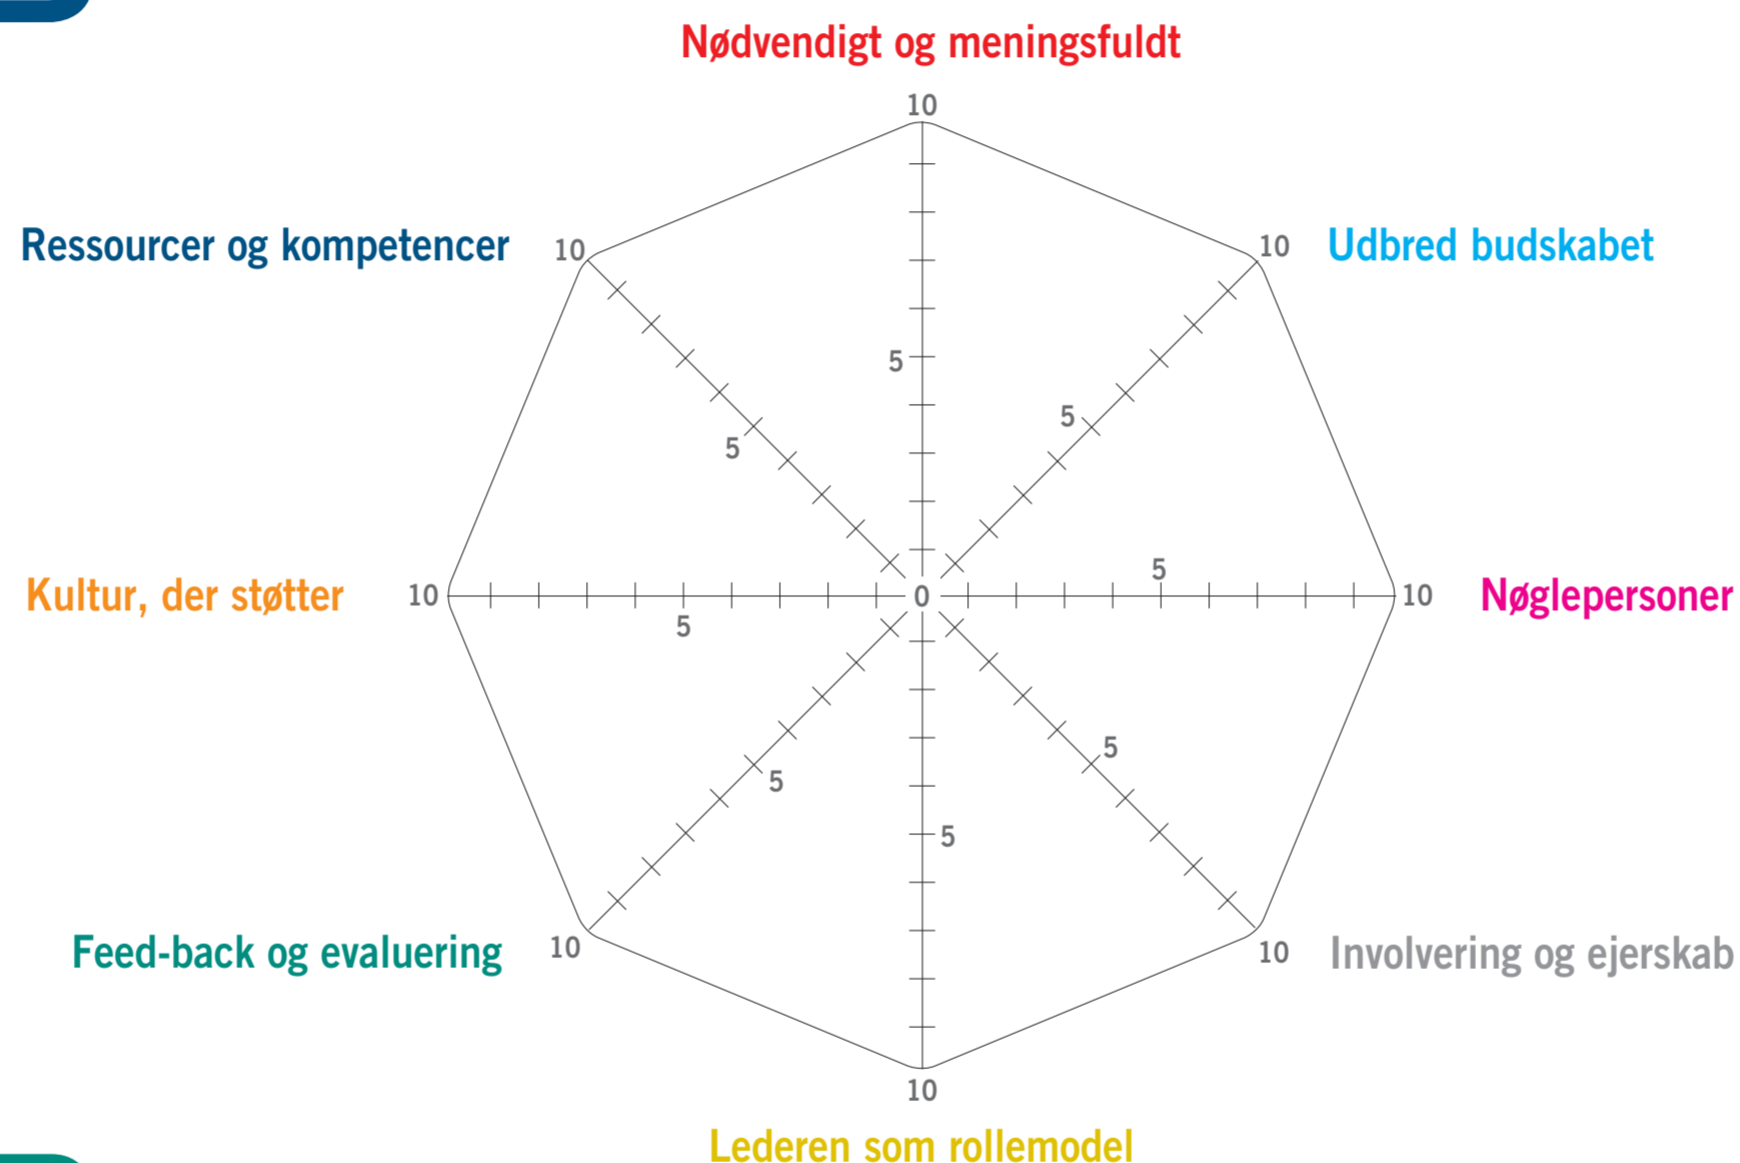 Nødvendigt og meningsfuldt
10
Ressourcer og kompetencer
10
10
Udbred budskabet
5
5
5
5
Kultur, der støtter
10
0
10
Nøglepersoner
5
5
5
5
Feed-back og evaluering
10
10
Involvering og ejerskab
10
Lederen som rollemodel